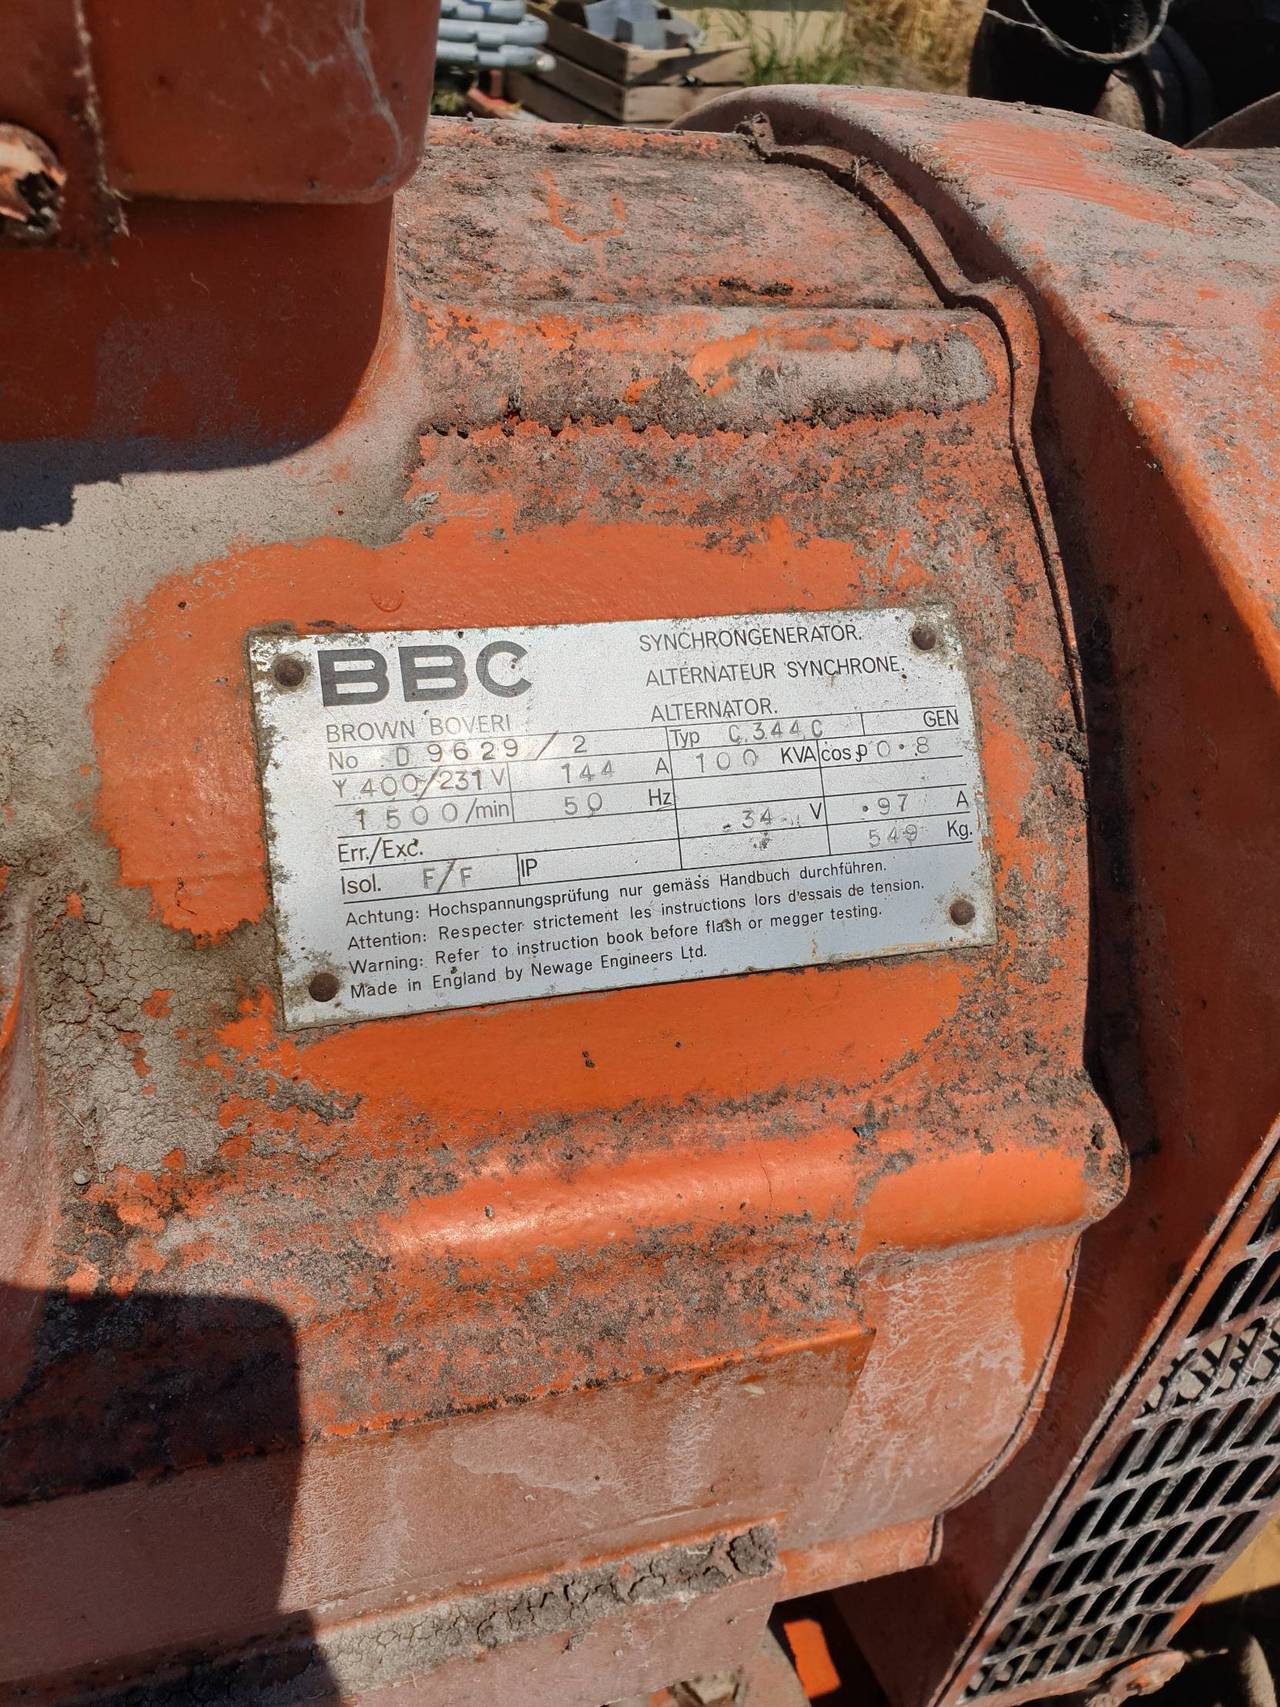 BBC
SYNCHRONGENERATOR.
ALTERNATEUR SYNCHRONE.
BROWN BOVERI
ALTERNATOR.
No D 9629/2 Typ C.344.C GEN
Y 400/231 V 144 A 100 KVA cos φ 0.8
1500/min 50 Hz
Err./Exc. 34 V .97 A
Isol. F/F IP 549 Kg.
Achtung: Hochspannungsprüfung nur gemäss Handbuch durchführen.
Attention: Respecter strictement les instructions lors d'essais de tension.
Warning: Refer to instruction book before flash or megger testing.
Made in England by Newage Engineers Ltd.